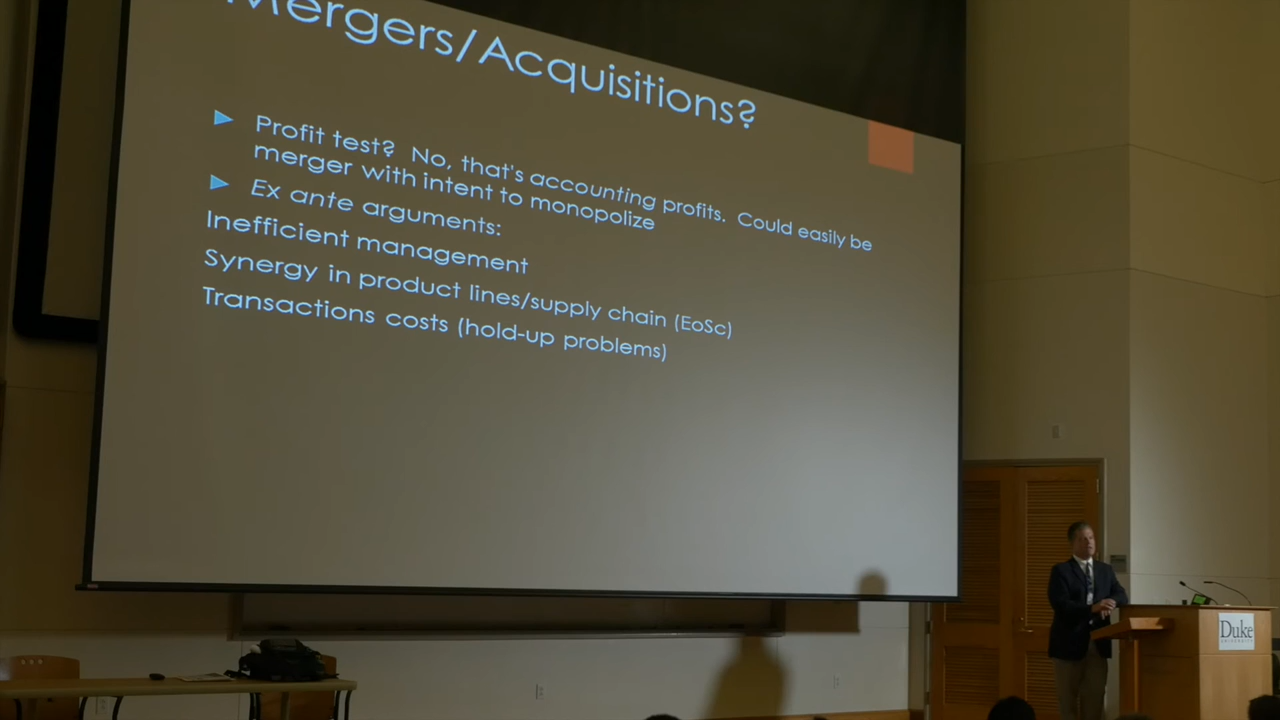 Mergers/Acquisitions?
Profit test? No, that's accounting profits. Could easily be
merger with intent to monopolize
Ex ante arguments:
Inefficient management
Synergy in product lines/supply chain (EoSc)
Transactions costs (hold-up problems)
Duke
UNIVERSITY